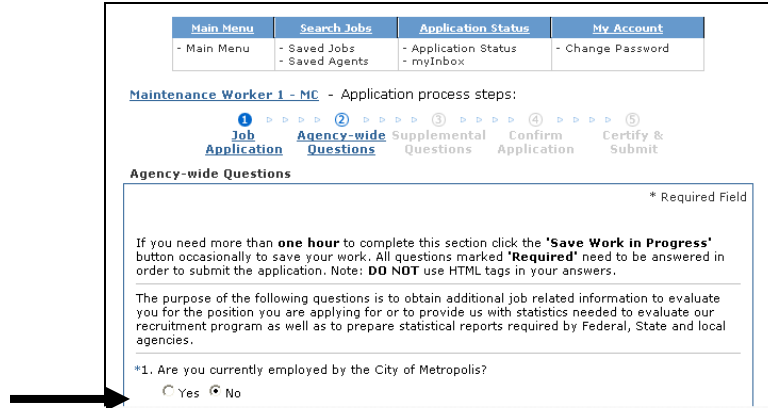 Main Menu Search Jobs Application Status My Account
- Main Menu - Saved Jobs - Application Status - Change Password
- Saved Agents - myInbox
Maintenance Worker 1 - MC - Application process steps:
1 2 3 4 5
Job Agency-wide Supplemental Confirm Certify &
Application Questions Questions Application Submit
Agency-wide Questions
* Required Field
If you need more than one hour to complete this section click the 'Save Work in Progress'
button occasionally to save your work. All questions marked 'Required' need to be answered in
order to submit the application. Note: DO NOT use HTML tags in your answers.
The purpose of the following questions is to obtain additional job related information to evaluate
you for the position you are applying for or to provide us with statistics needed to evaluate our
recruitment program as well as to prepare statistical reports required by Federal, State and local
agencies.
*1. Are you currently employed by the City of Metropolis?
Yes No